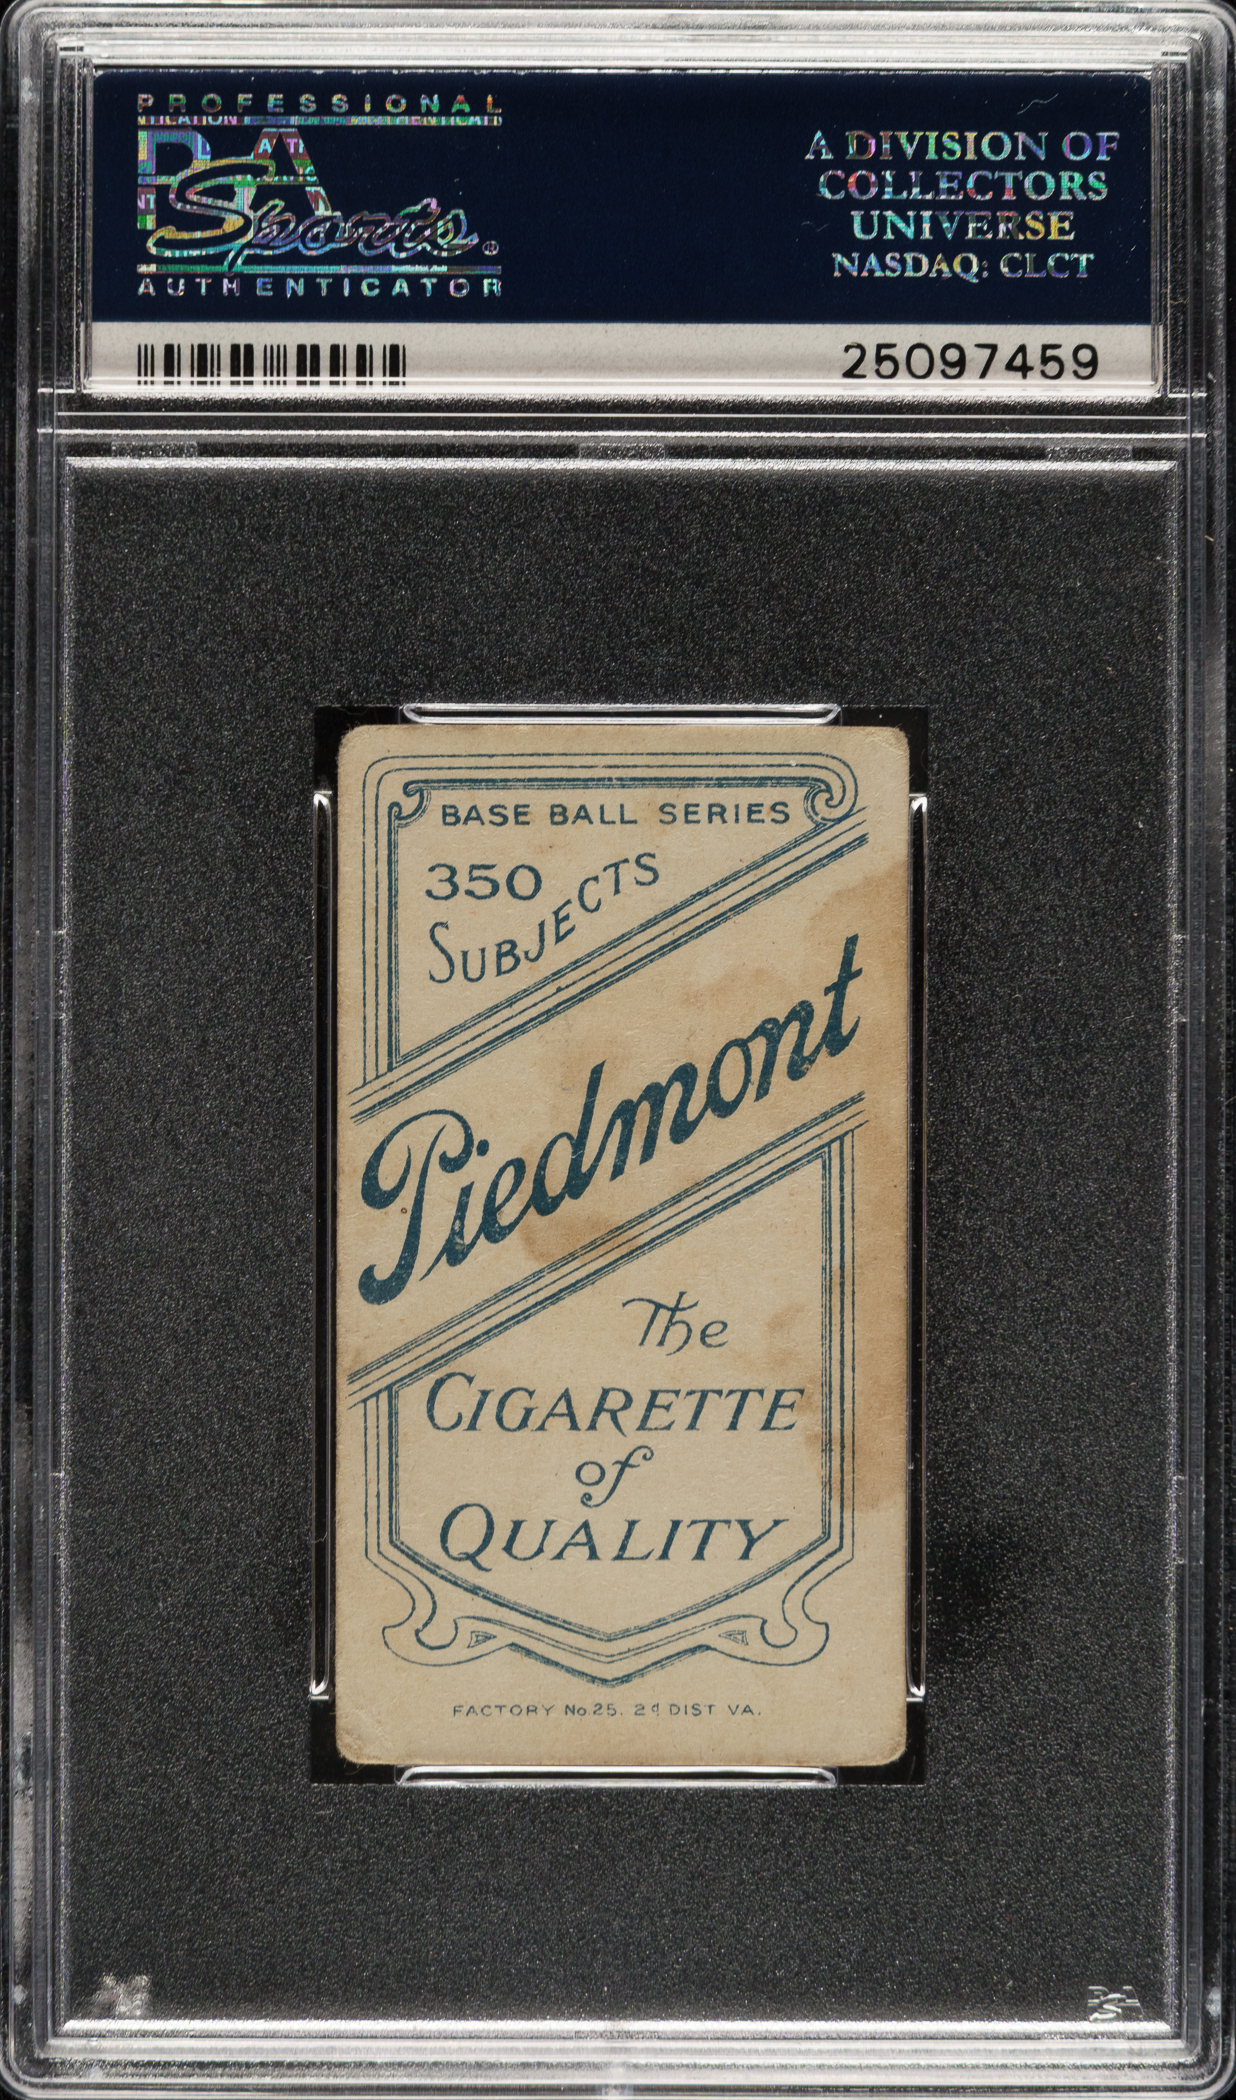 PROFESSIONAL
PSA
Sports
AUTHENTICATOR
A DIVISION OF
COLLECTORS
UNIVERSE
NASDAQ: CLCT
25097459
BASE BALL SERIES
350
SUBJECTS
Piedmont
The
CIGARETTE
of
QUALITY
FACTORY No. 25. 2d DIST VA.